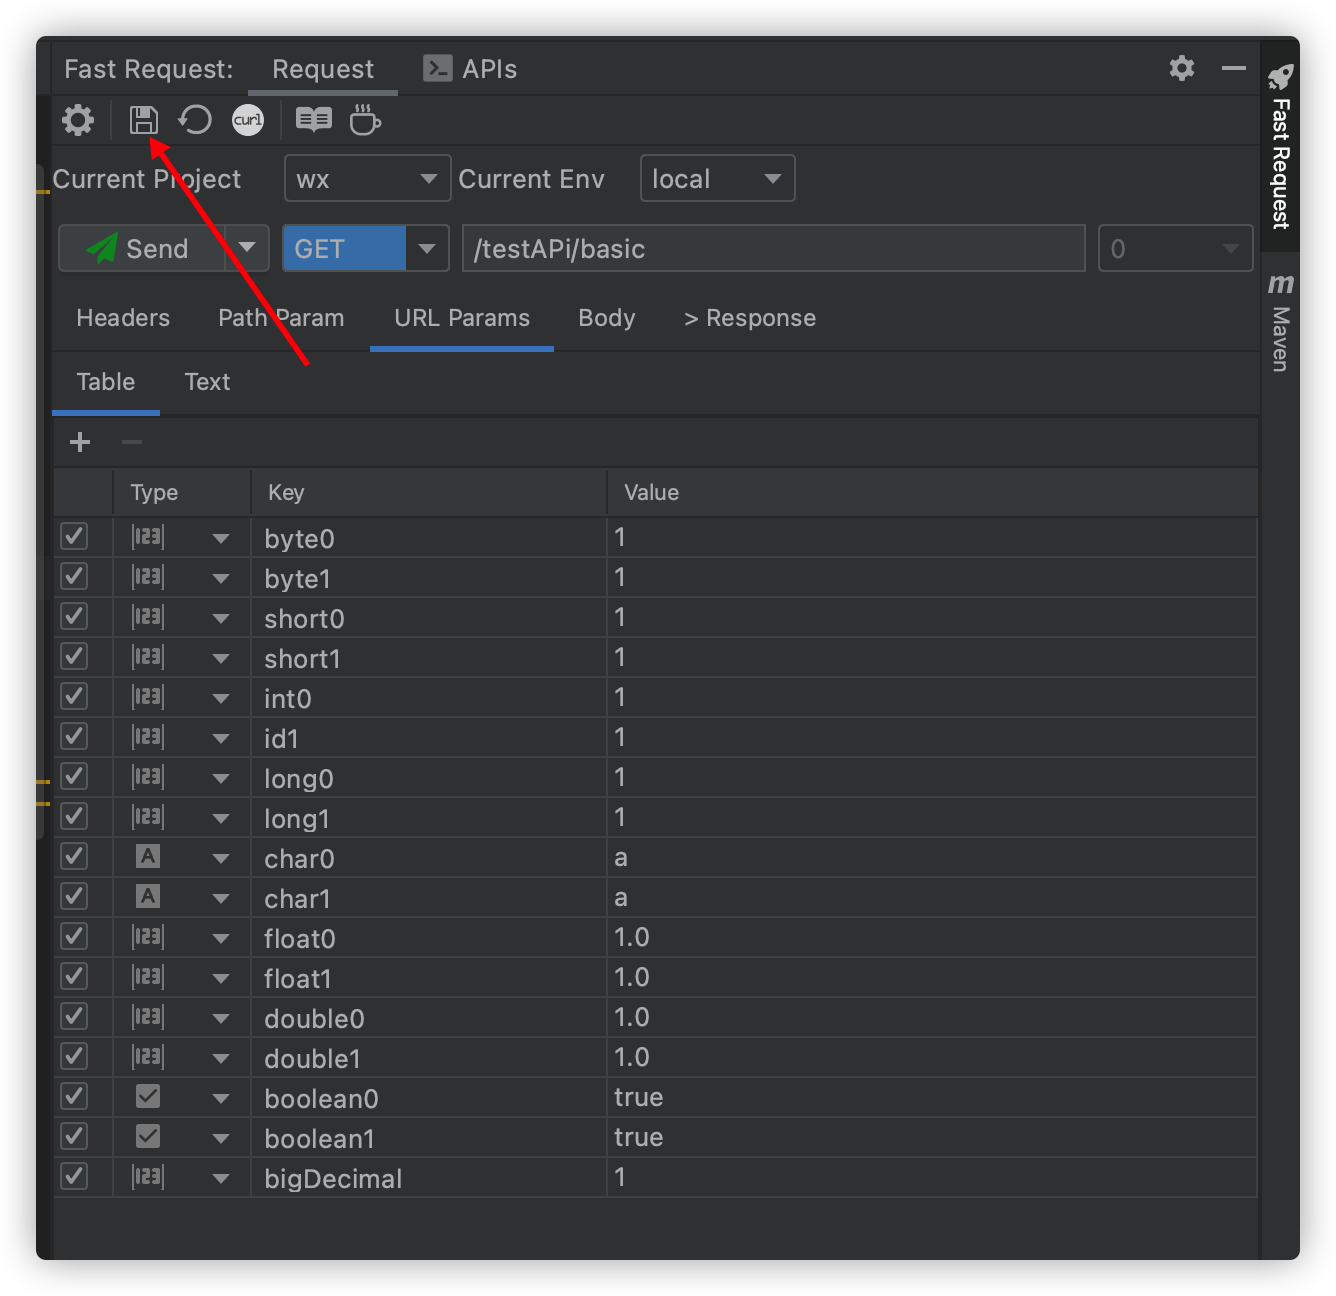 Fast Request: Request APIs
curl
Current Project wx Current Env local
Send GET /testAPi/basic 0
Headers Path Param URL Params Body > Response
Table Text
Type Key Value
123 byte0 1
123 byte1 1
123 short0 1
123 short1 1
123 int0 1
123 id1 1
123 long0 1
123 long1 1
A char0 a
A char1 a
123 float0 1.0
123 float1 1.0
123 double0 1.0
123 double1 1.0
boolean0 true
boolean1 true
123 bigDecimal 1
Fast Request
m Maven